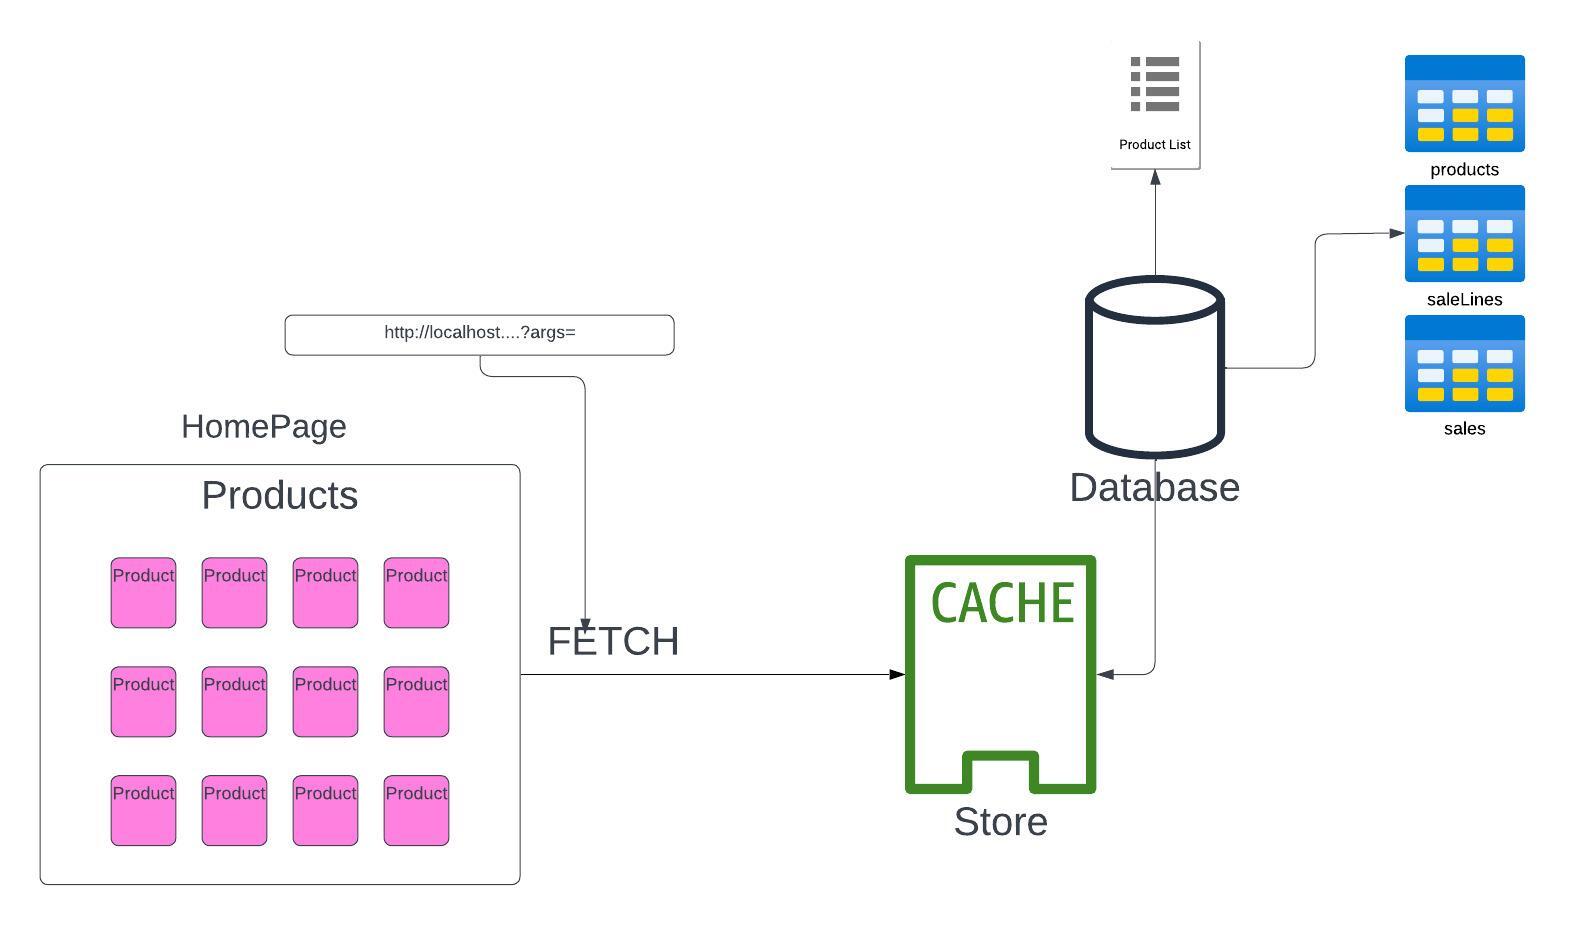 Product List
products
saleLines
sales
http://localhost....?args=
HomePage
Products
Product Product Product Product
Product Product Product Product
Product Product Product Product
FETCH
Database
CACHE
Store